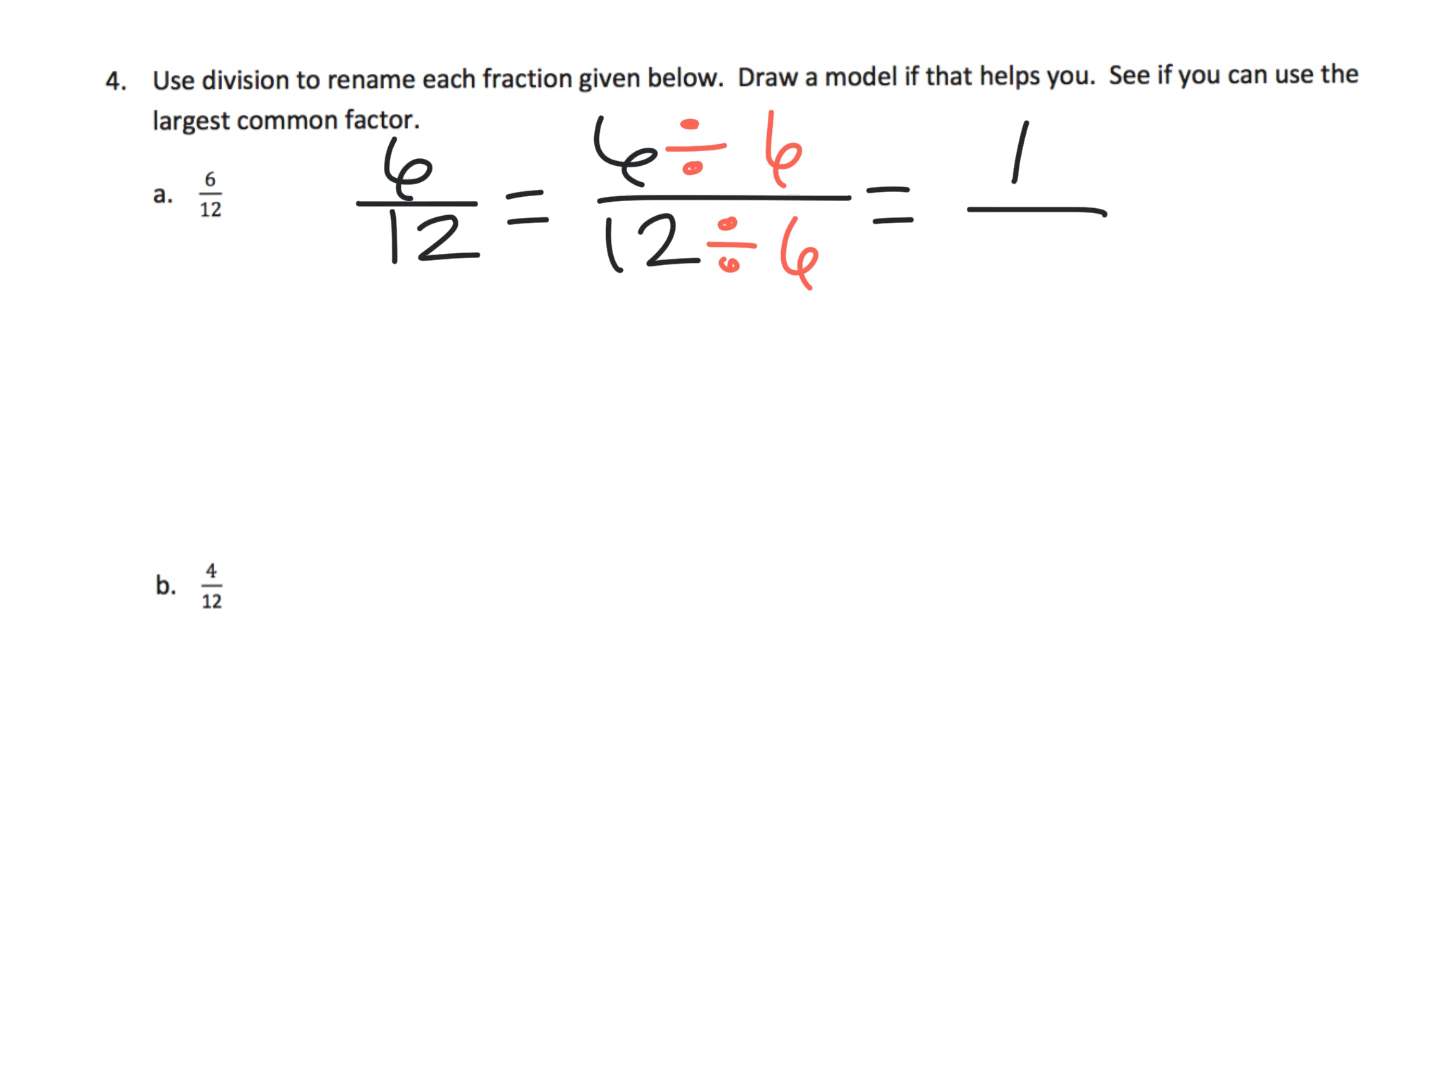 4. Use division to rename each fraction given below. Draw a model if that helps you. See if you can use the
largest common factor.
a. 6/12 6/12 = 6÷6/12÷6 = 1/
b. 4/12